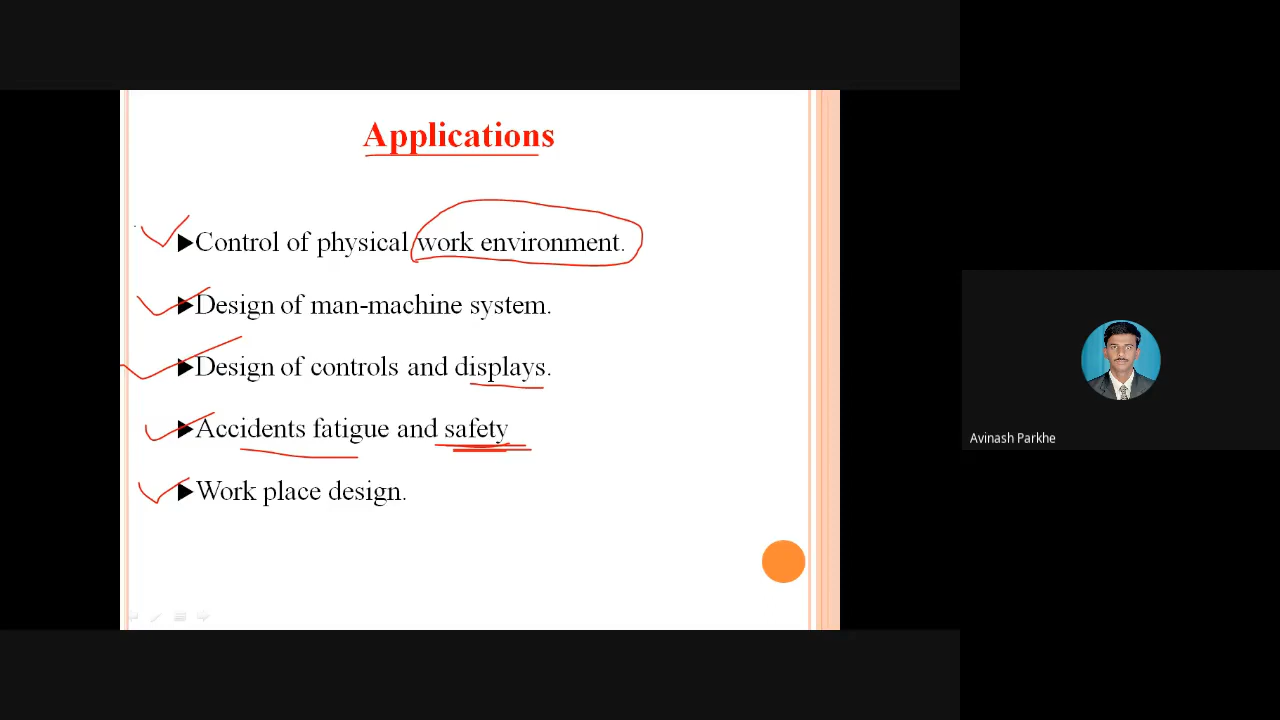 Applications
Control of physical work environment.
Design of man-machine system.
Design of controls and displays.
Accidents fatigue and safety
Work place design.
Avinash Parkhe